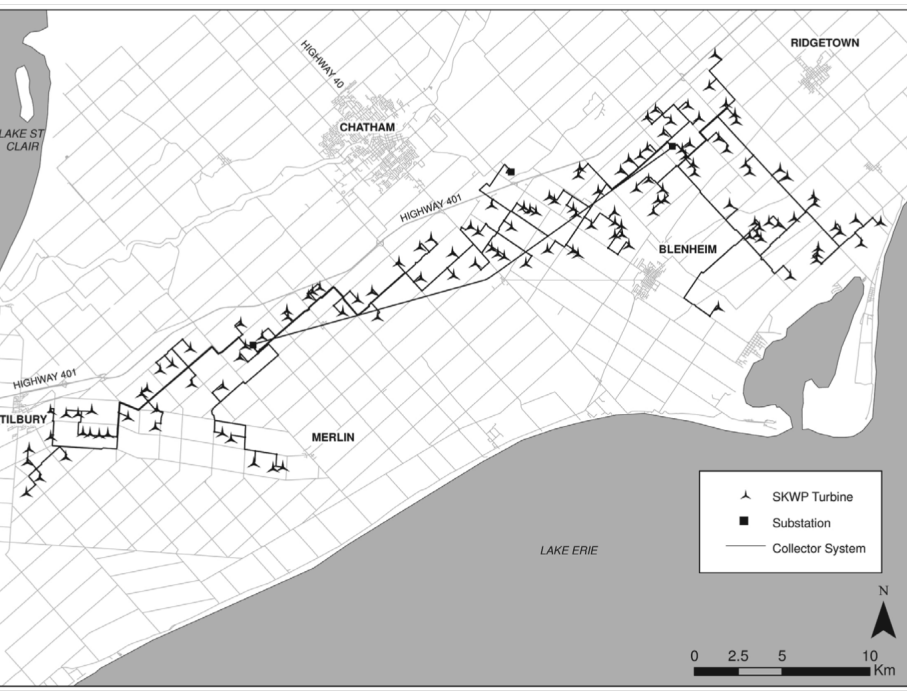 RIDGETOWN
HIGHWAY 40
CHATHAM
LAKE ST
CLAIR
HIGHWAY 401
BLENHEIM
HIGHWAY 401
TILBURY
MERLIN
LAKE ERIE
SKWP Turbine
Substation
Collector System
N
0 2.5 5 10
Km